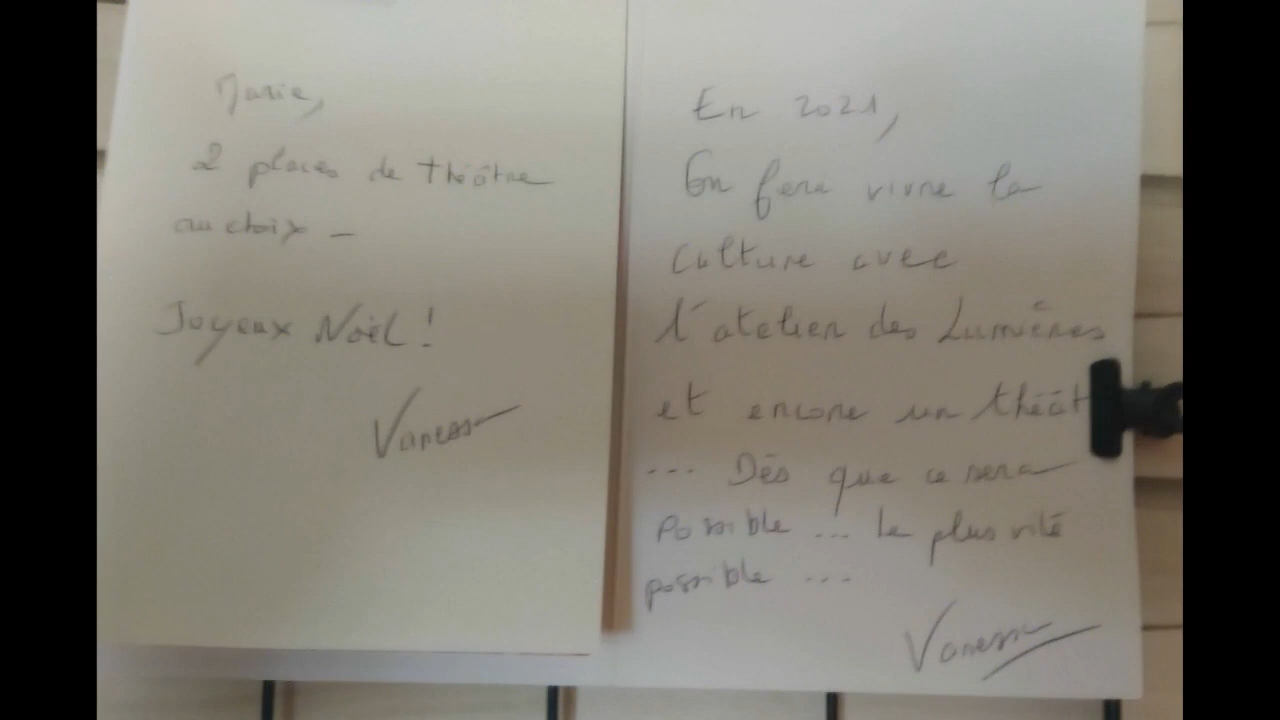 Marie,
2 places de théâtre
au choix –
Joyeux Noël !
Vanessa
En 2021,
On fera vivre la
culture avec
l'atelier des Lumières
et encore un théât
... Dès que ce sera
possible ... le plus vite
possible ...
Vanessa